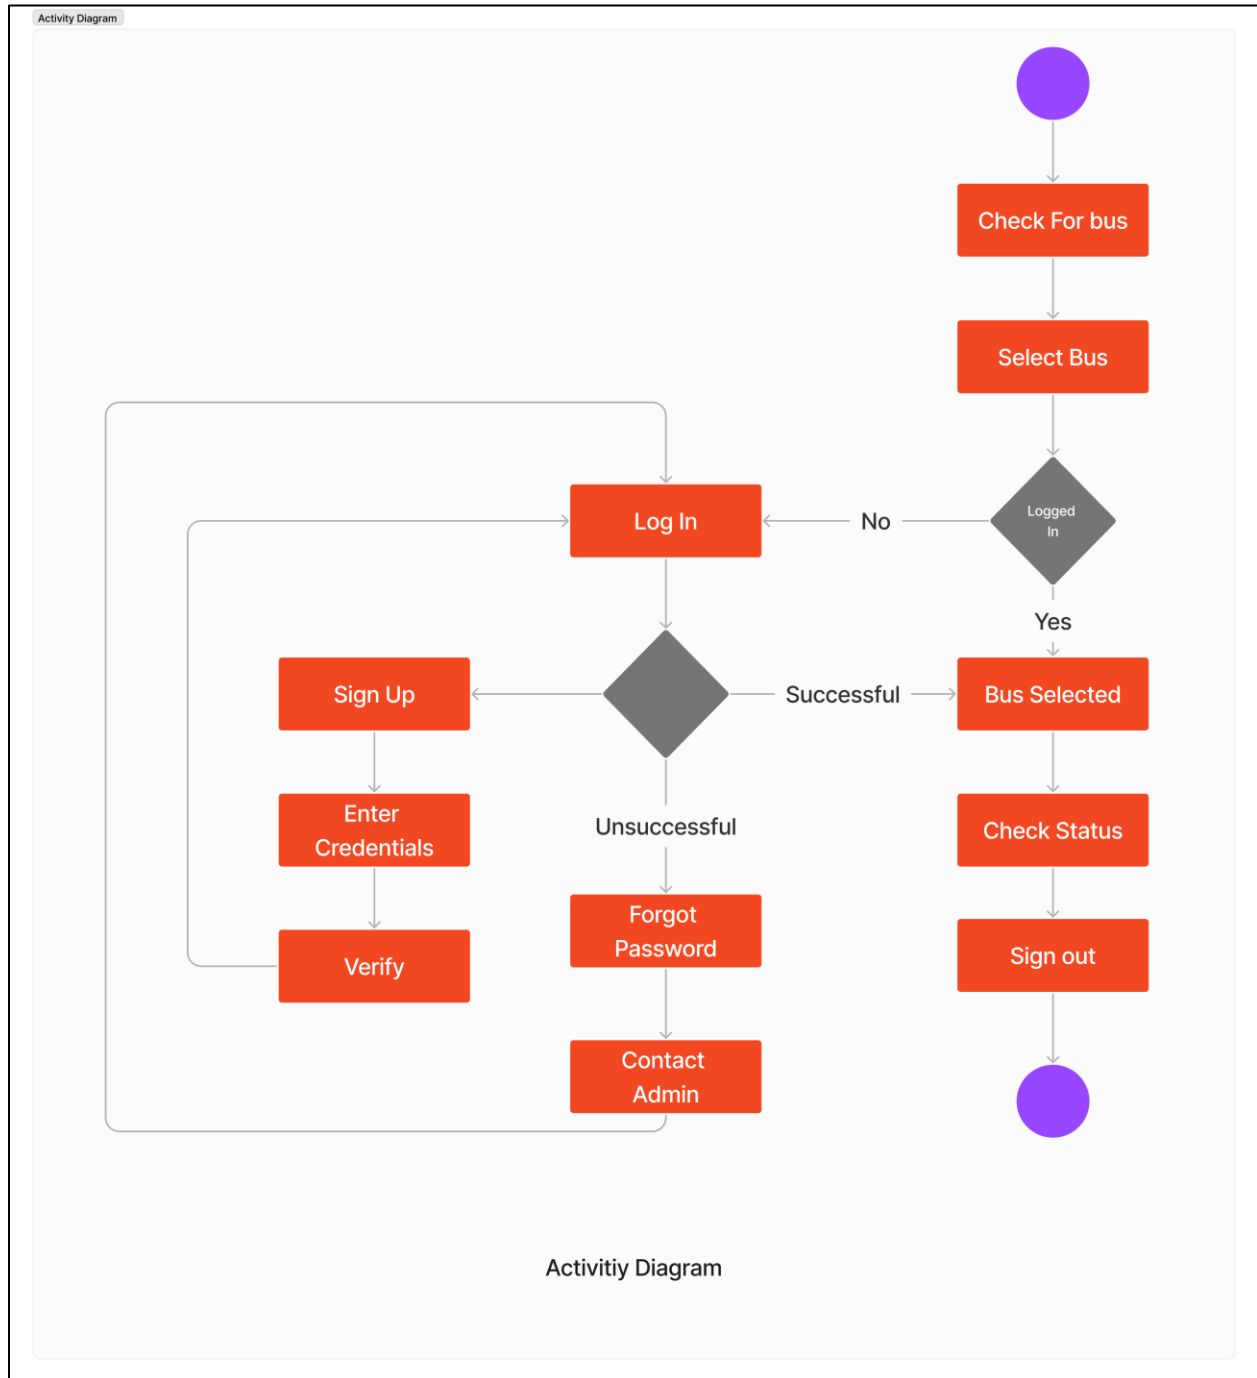 Activity Diagram
Check For bus
Select Bus
Logged
In
No
Log In
Yes
Sign Up
Successful
Bus Selected
Enter
Credentials
Unsuccessful
Check Status
Forgot
Password
Verify
Sign out
Contact
Admin
Activitiy Diagram